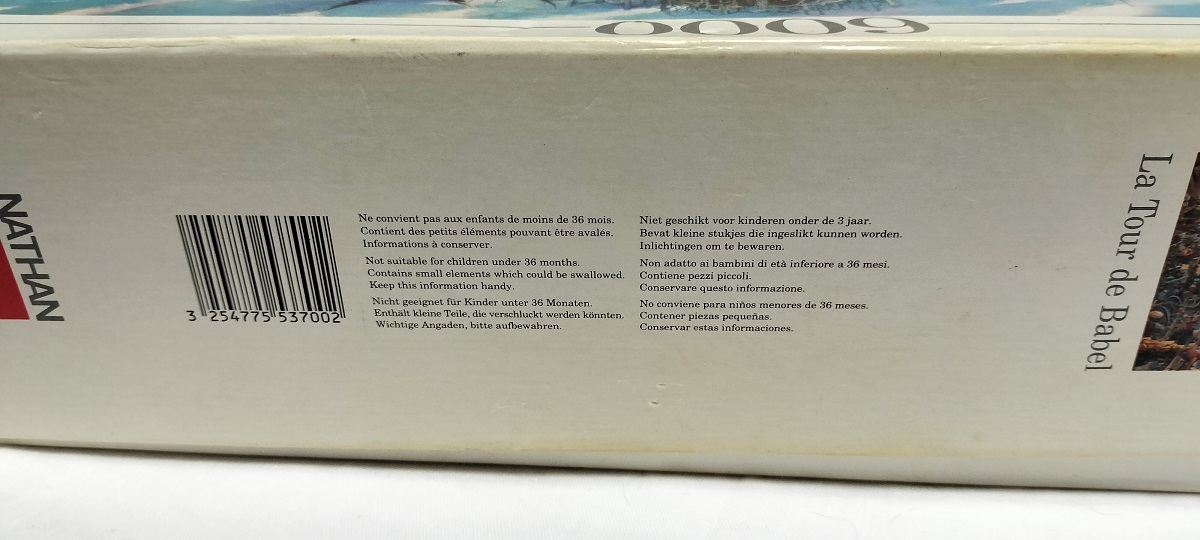 6000
NATHAN
3 254775 537002
Ne convient pas aux enfants de moins de 36 mois.
Contient des petits éléments pouvant être avalés.
Informations à conserver.
Not suitable for children under 36 months.
Contains small elements which could be swallowed.
Keep this information handy.
Nicht geeignet für Kinder unter 36 Monaten.
Enthält kleine Teile, die verschluckt werden könnten.
Wichtige Angaden, bitte aufbewahren.
Niet geschikt voor kinderen onder de 3 jaar.
Bevat kleine stukjes die ingeslikt kunnen worden.
Inlichtingen om te bewaren.
Non adatto ai bambini di età inferiore a 36 mesi.
Contiene pezzi piccoli.
Conservare questo informazione.
No conviene para niños menores de 36 meses.
Contener piezas pequeñas.
Conservar estas informaciones.
La Tour de Babel